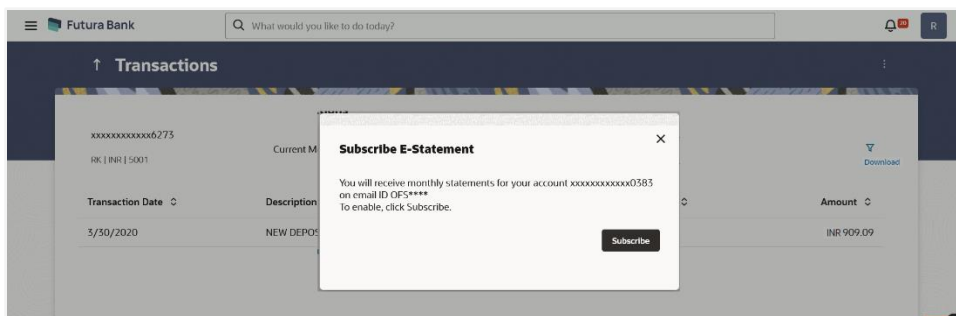 Futura Bank
What would you like to do today?
20
R
↑ Transactions
xxxxxxxxxxxx6273
RK | INR | 5001
Current M
Download
Subscribe E-Statement
You will receive monthly statements for your account xxxxxxxxxxxx0383
on email ID OFS****
To enable, click Subscribe.
Subscribe
Transaction Date
Description
Amount
3/30/2020
NEW DEPOS
INR 909.09